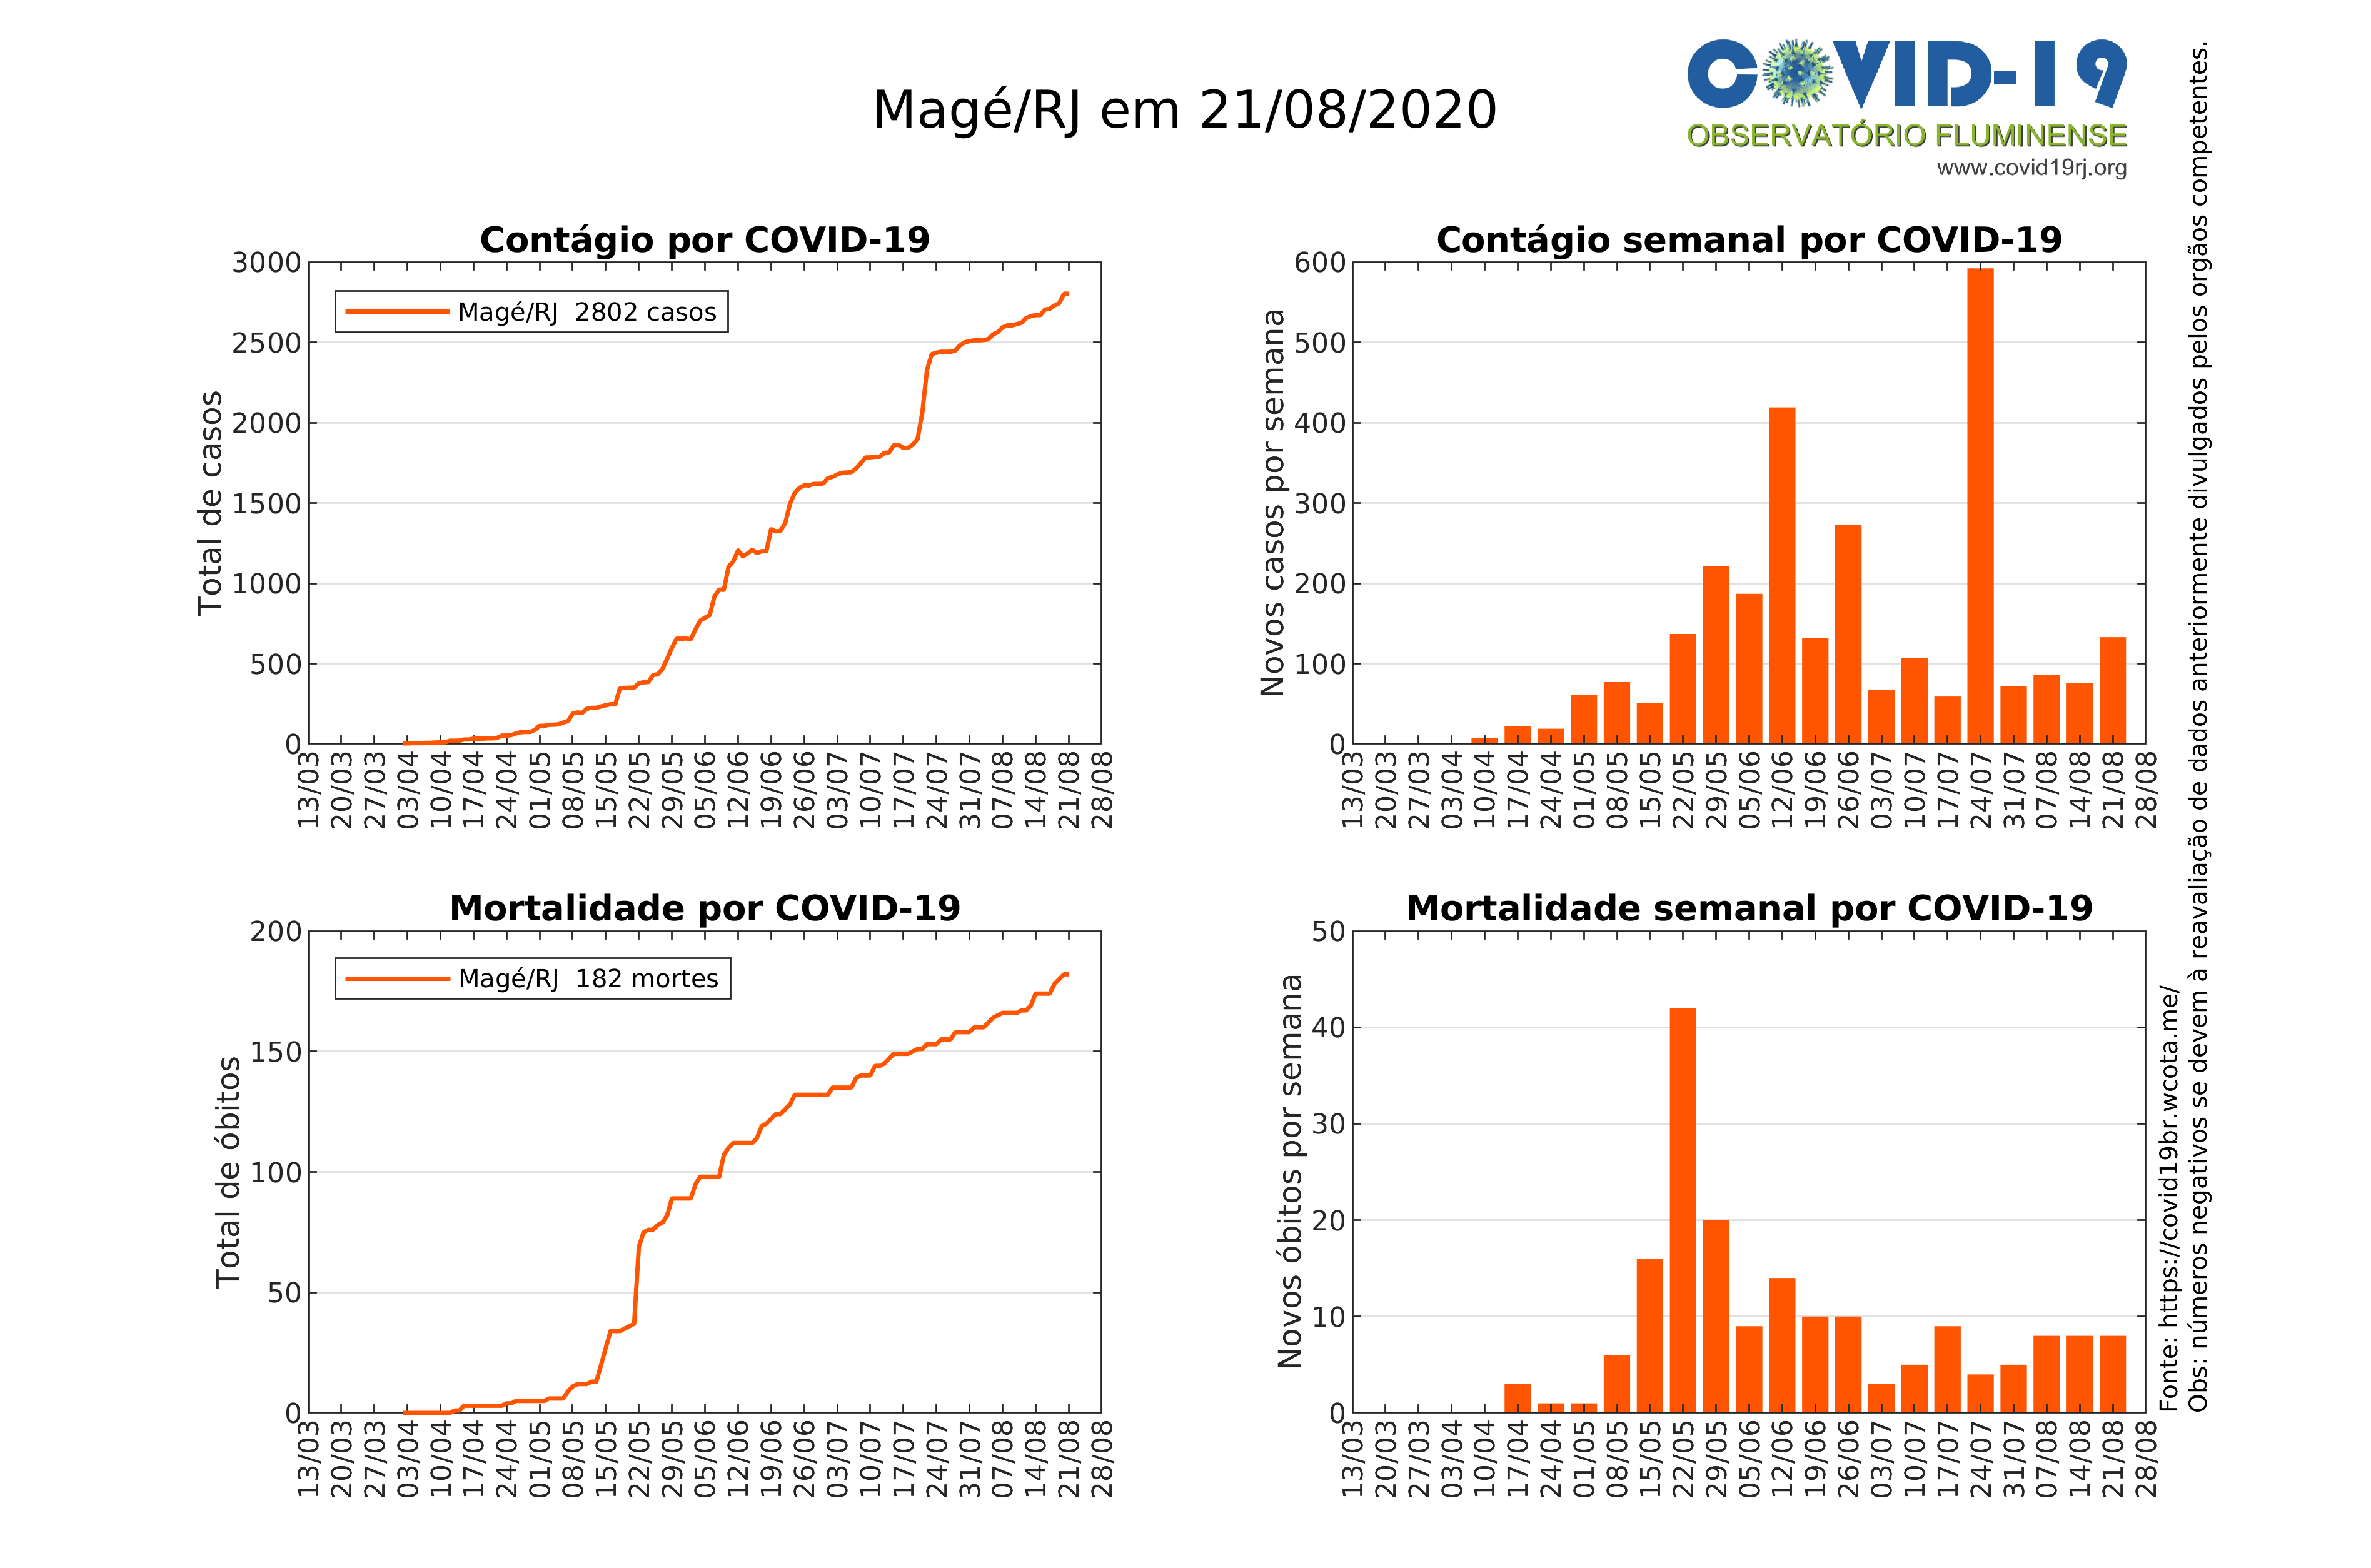 Magé/RJ em 21/08/2020
COVID-19
OBSERVATÓRIO FLUMINENSE
www.covid19rj.org
Contágio por COVID-19
Total de casos
3000
2500
2000
1500
1000
500
0
Magé/RJ 2802 casos
13/03 20/03 27/03 03/04 10/04 17/04 24/04 01/05 08/05 15/05 22/05 29/05 05/06 12/06 19/06 26/06 03/07 10/07 17/07 24/07 31/07 07/08 14/08 21/08 28/08
Contágio semanal por COVID-19
Novos casos por semana
600
500
400
300
200
100
0
13/03 20/03 27/03 03/04 10/04 17/04 24/04 01/05 08/05 15/05 22/05 29/05 05/06 12/06 19/06 26/06 03/07 10/07 17/07 24/07 31/07 07/08 14/08 21/08 28/08
Mortalidade por COVID-19
Total de óbitos
200
150
100
50
0
Magé/RJ 182 mortes
13/03 20/03 27/03 03/04 10/04 17/04 24/04 01/05 08/05 15/05 22/05 29/05 05/06 12/06 19/06 26/06 03/07 10/07 17/07 24/07 31/07 07/08 14/08 21/08 28/08
Mortalidade semanal por COVID-19
Novos óbitos por semana
50
40
30
20
10
0
13/03 20/03 27/03 03/04 10/04 17/04 24/04 01/05 08/05 15/05 22/05 29/05 05/06 12/06 19/06 26/06 03/07 10/07 17/07 24/07 31/07 07/08 14/08 21/08 28/08
Fonte: https://covid19br.wcota.me/
Obs: números negativos se devem à reavaliação de dados anteriormente divulgados pelos orgãos competentes.